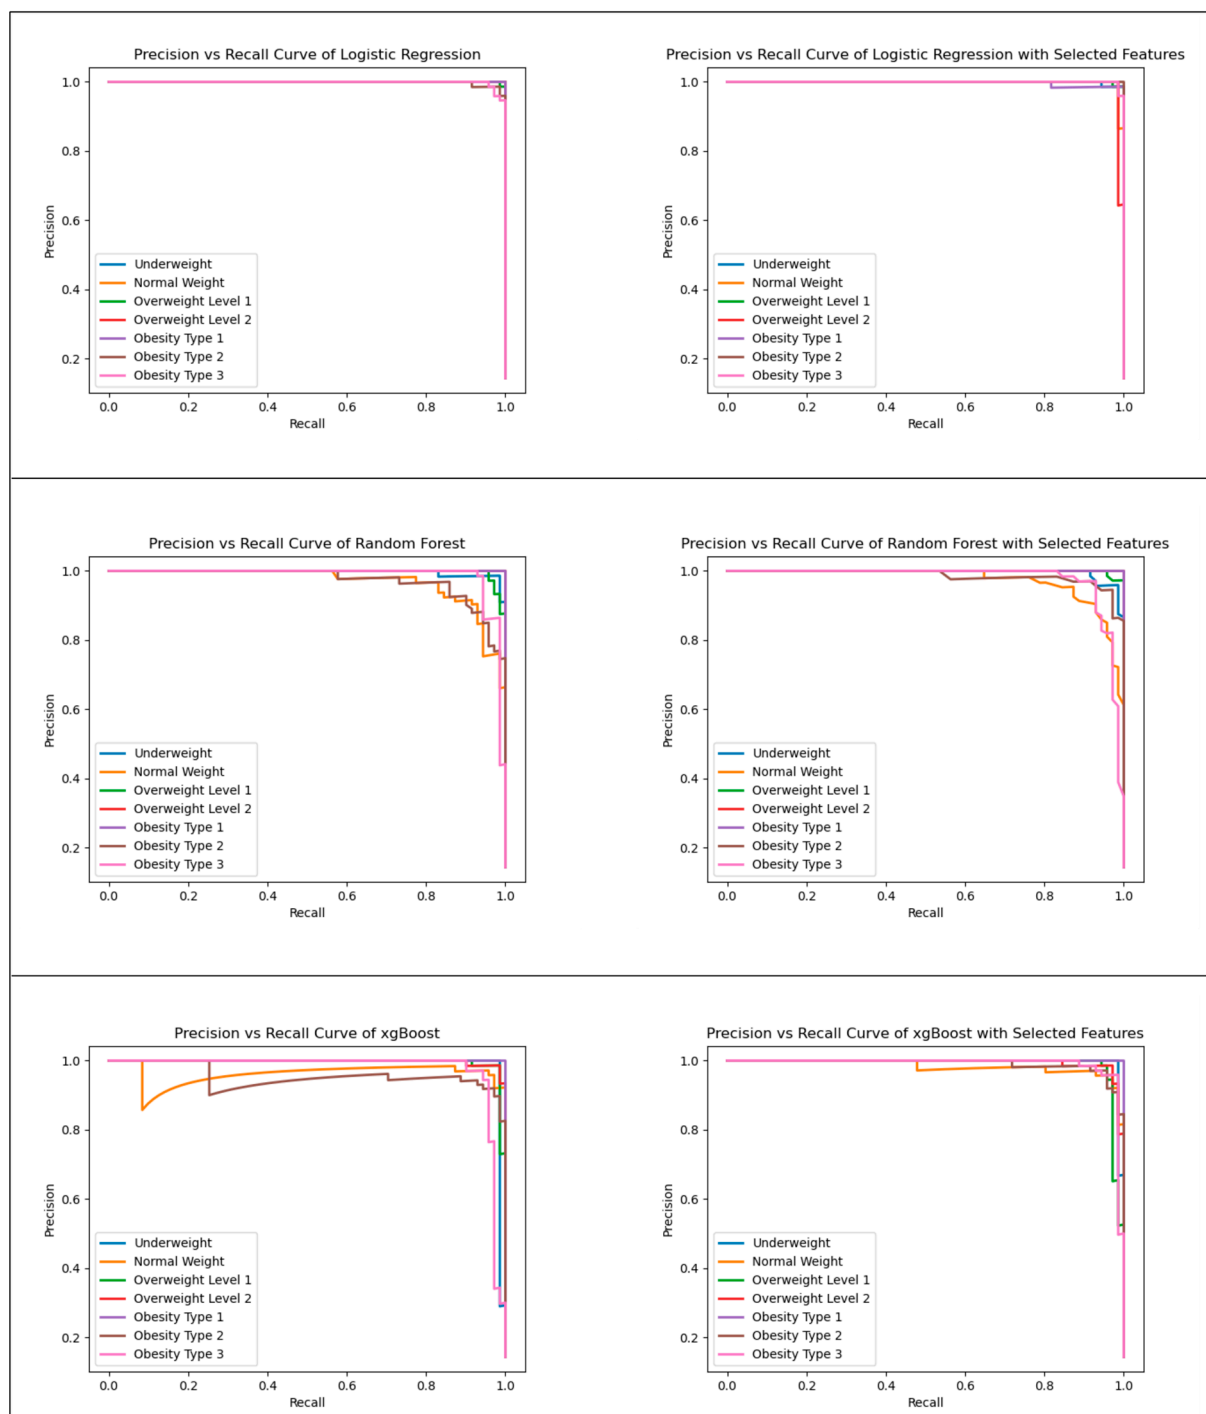 Precision vs Recall Curve of Logistic Regression
1.0
0.8
0.6
0.4
0.2
Precision
Underweight
Normal Weight
Overweight Level 1
Overweight Level 2
Obesity Type 1
Obesity Type 2
Obesity Type 3
0.0 0.2 0.4 0.6 0.8 1.0
Recall
Precision vs Recall Curve of Logistic Regression with Selected Features
1.0
0.8
0.6
0.4
0.2
Precision
Underweight
Normal Weight
Overweight Level 1
Overweight Level 2
Obesity Type 1
Obesity Type 2
Obesity Type 3
0.0 0.2 0.4 0.6 0.8 1.0
Recall
Precision vs Recall Curve of Random Forest
1.0
0.8
0.6
0.4
0.2
Precision
Underweight
Normal Weight
Overweight Level 1
Overweight Level 2
Obesity Type 1
Obesity Type 2
Obesity Type 3
0.0 0.2 0.4 0.6 0.8 1.0
Recall
Precision vs Recall Curve of Random Forest with Selected Features
1.0
0.8
0.6
0.4
0.2
Precision
Underweight
Normal Weight
Overweight Level 1
Overweight Level 2
Obesity Type 1
Obesity Type 2
Obesity Type 3
0.0 0.2 0.4 0.6 0.8 1.0
Recall
Precision vs Recall Curve of xgBoost
1.0
0.8
0.6
0.4
0.2
Precision
Underweight
Normal Weight
Overweight Level 1
Overweight Level 2
Obesity Type 1
Obesity Type 2
Obesity Type 3
0.0 0.2 0.4 0.6 0.8 1.0
Recall
Precision vs Recall Curve of xgBoost with Selected Features
1.0
0.8
0.6
0.4
0.2
Precision
Underweight
Normal Weight
Overweight Level 1
Overweight Level 2
Obesity Type 1
Obesity Type 2
Obesity Type 3
0.0 0.2 0.4 0.6 0.8 1.0
Recall